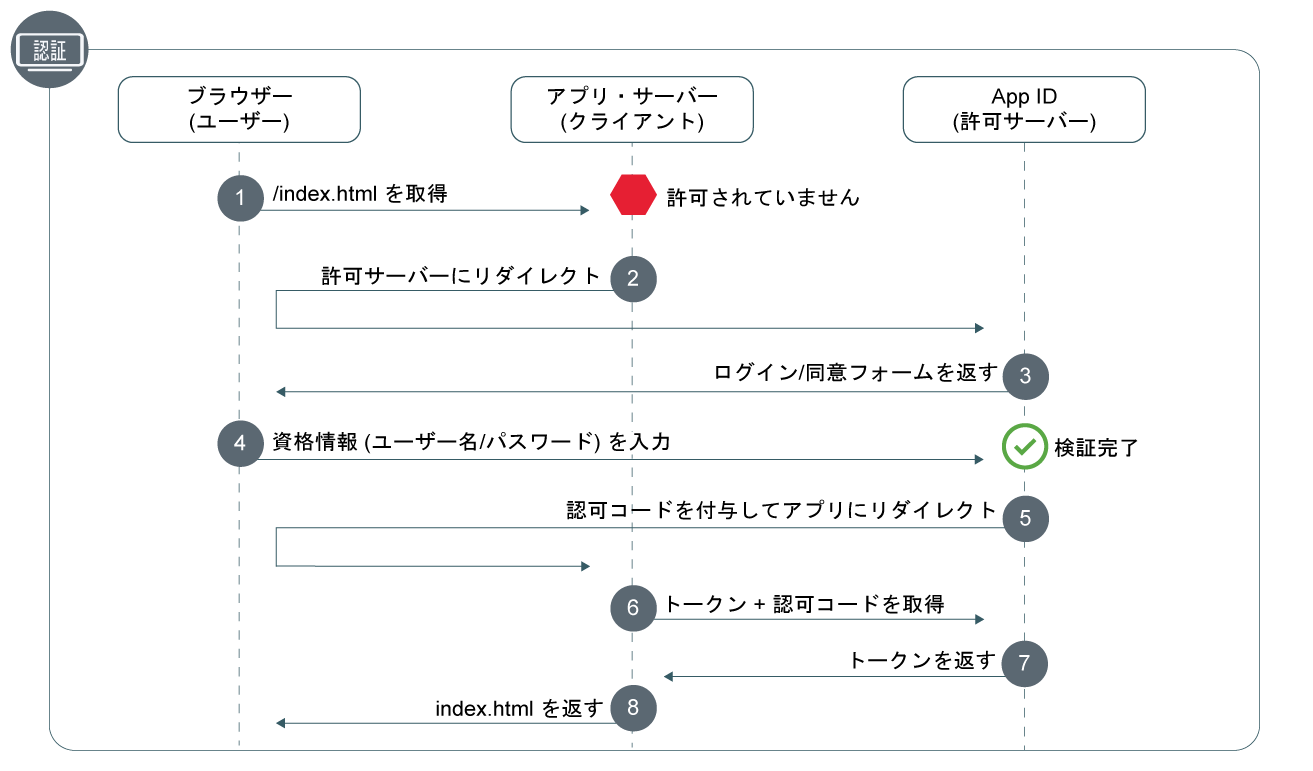 認証
ブラウザー
(ユーザー)
アプリ・サーバー
(クライアント)
App ID
(許可サーバー)
1
/index.html を取得
許可されていません
許可サーバーにリダイレクト
2
ログイン/同意フォームを返す
3
4
資格情報 (ユーザー名/パスワード) を入力
検証完了
認可コードを付与してアプリにリダイレクト
5
6
トークン + 認可コードを取得
トークンを返す
7
index.html を返す
8